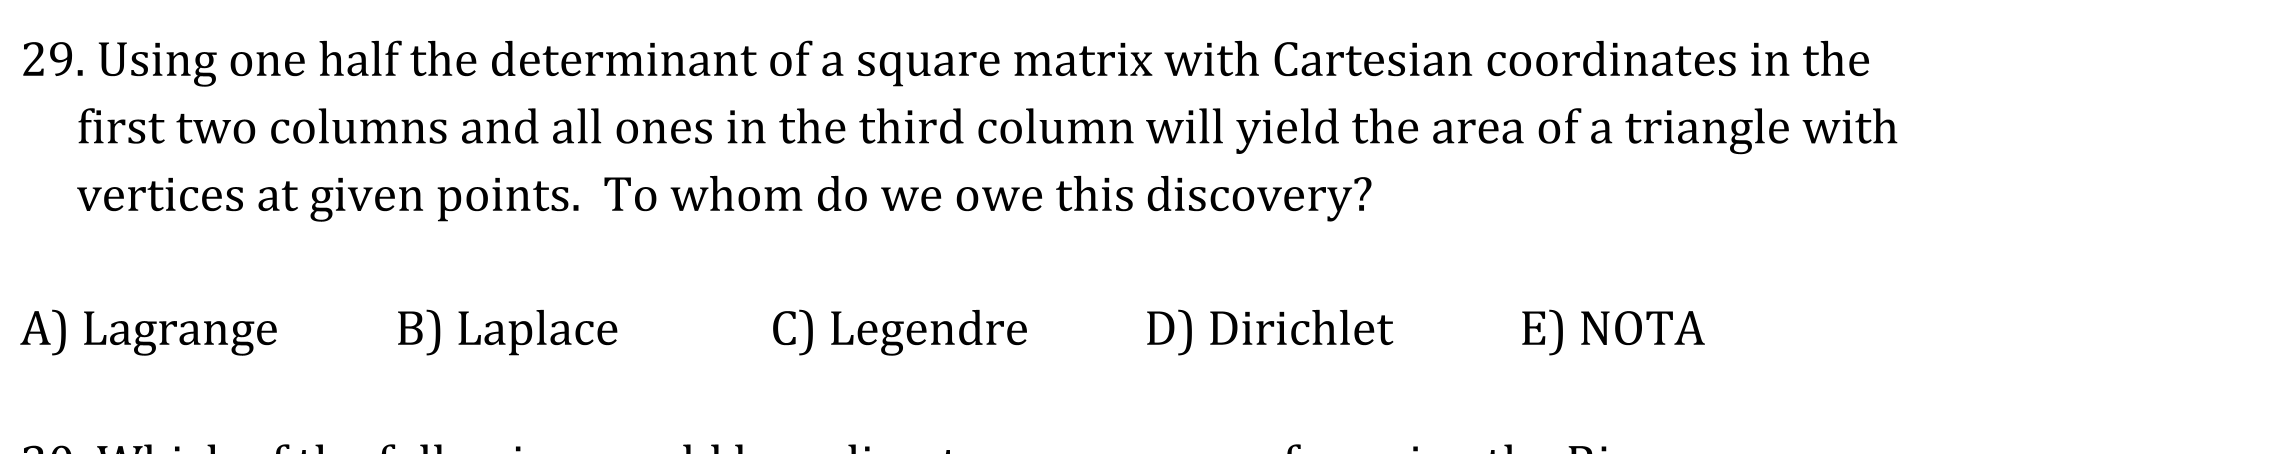 29. Using one half the determinant of a square matrix with Cartesian coordinates in the
first two columns and all ones in the third column will yield the area of a triangle with
vertices at given points.  To whom do we owe this discovery?
A) Lagrange B) Laplace C) Legendre D) Dirichlet E) NOTA